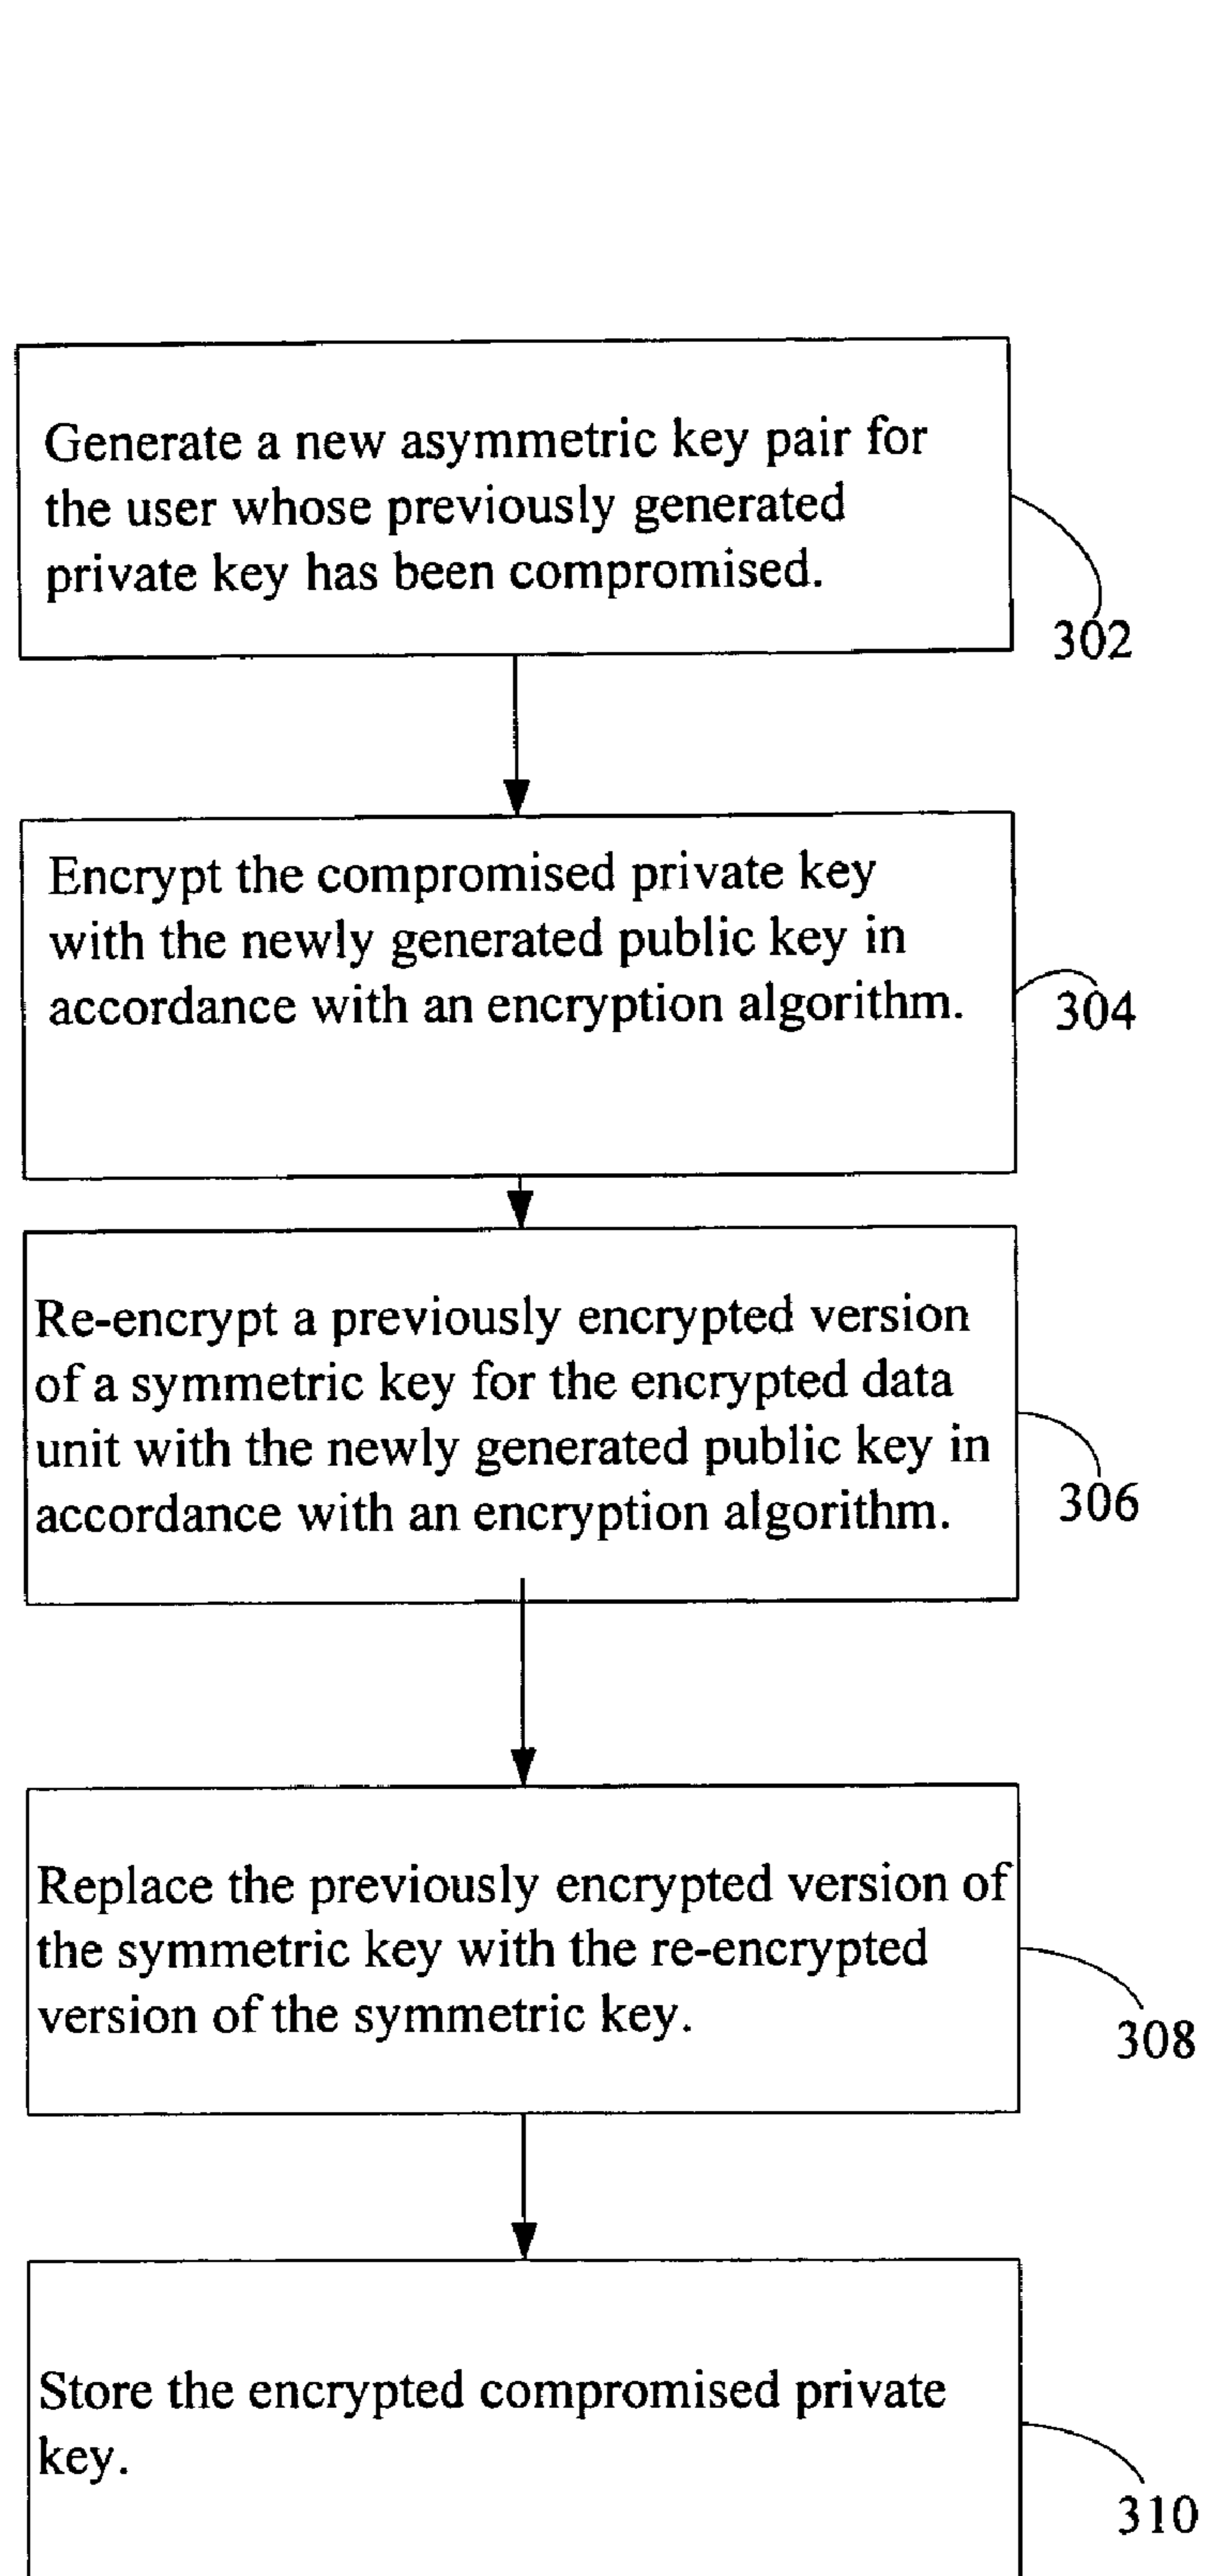 Generate a new asymmetric key pair for
the user whose previously generated
private key has been compromised.
302
Encrypt the compromised private key
with the newly generated public key in
accordance with an encryption algorithm.
304
Re-encrypt a previously encrypted version
of a symmetric key for the encrypted data
unit with the newly generated public key in
accordance with an encryption algorithm.
306
Replace the previously encrypted version of
the symmetric key with the re-encrypted
version of the symmetric key.
308
Store the encrypted compromised private
key.
310